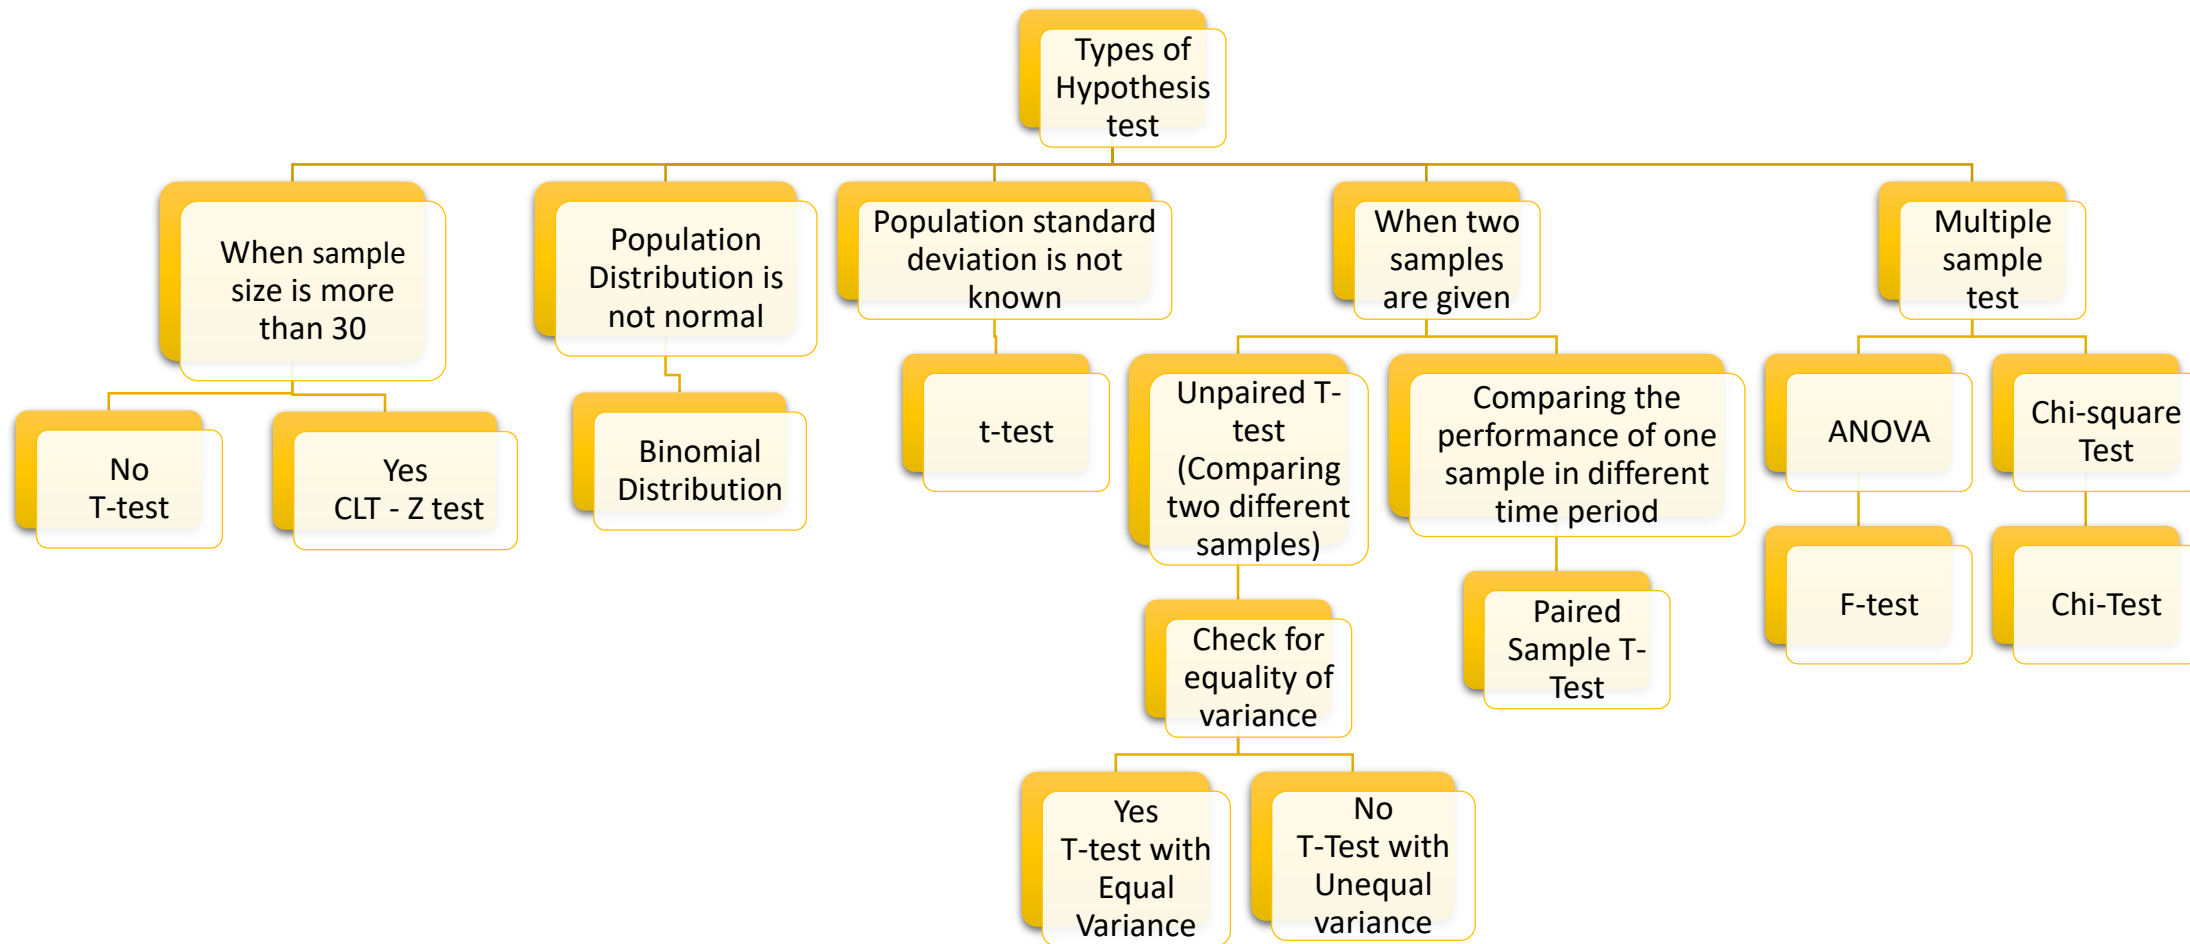 Types of
Hypothesis
test
When sample
size is more
than 30
Population
Distribution is
not normal
Population standard
deviation is not
known
When two
samples
are given
Multiple
sample
test
No
T-test
Yes
CLT - Z test
Binomial
Distribution
t-test
Unpaired T-
test
(Comparing
two different
samples)
Comparing the
performance of one
sample in different
time period
ANOVA
Chi-square
Test
Check for
equality of
variance
Paired
Sample T-
Test
F-test
Chi-Test
Yes
T-test with
Equal
Variance
No
T-Test with
Unequal
variance